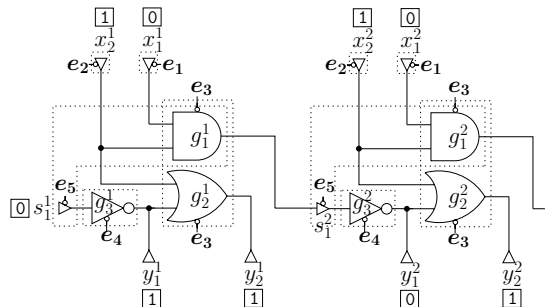 1 0 1 0
x_2^1 x_1^1 x_2^2 x_1^2
e_2 e_1 e_2 e_1
e_3 e_3
g_1^1 g_1^2
e_5 e_5
0 s_1^1 g_3^1 g_2^1 s_1^2 g_3^2 g_2^2
e_4 e_3 e_4 e_3
y_1^1 y_2^1 y_1^2 y_2^2
1 1 0 1